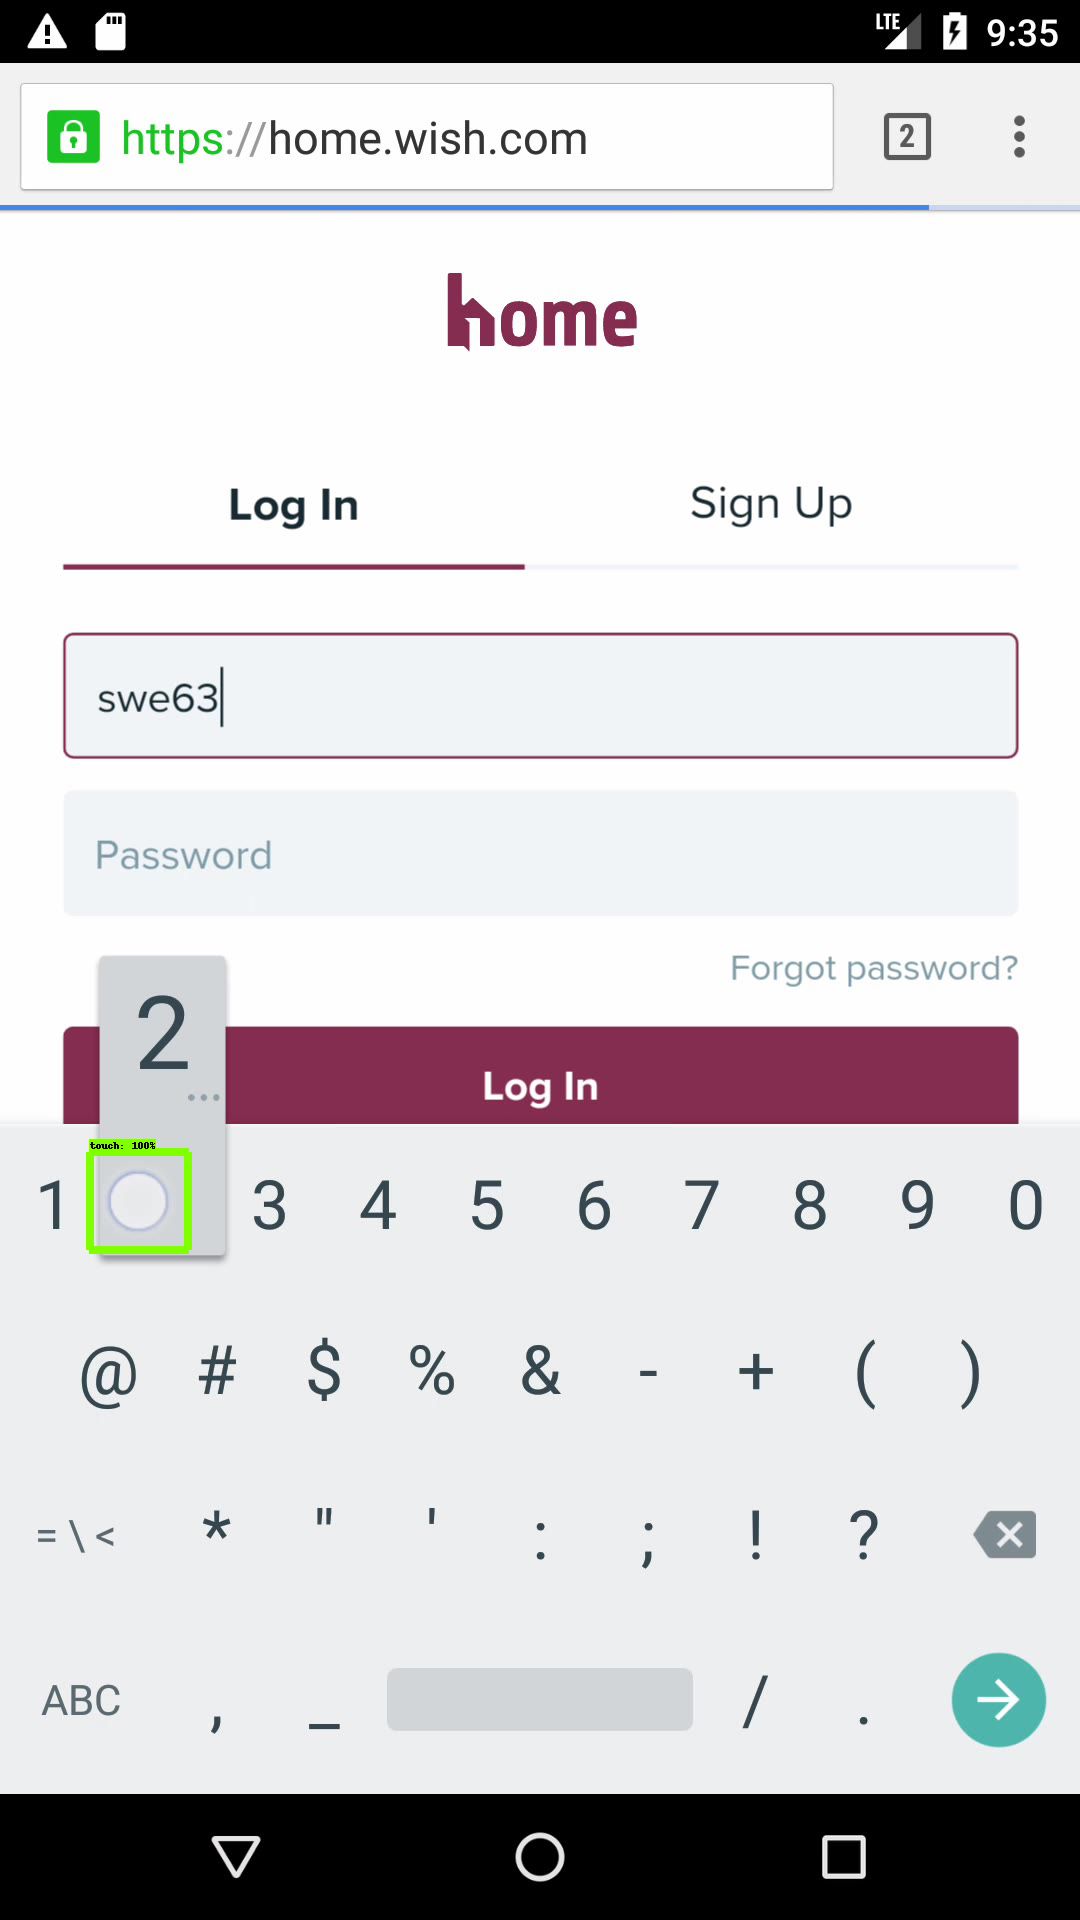 LTE 9:35
https://home.wish.com 2
home
Log In Sign Up
swe63
Password
Forgot password?
2
...
Log In
touch: 100%
1 3 4 5 6 7 8 9 0
@ # $ % & - + ( )
= \ < * " ' : ; ! ?
ABC , _ / .